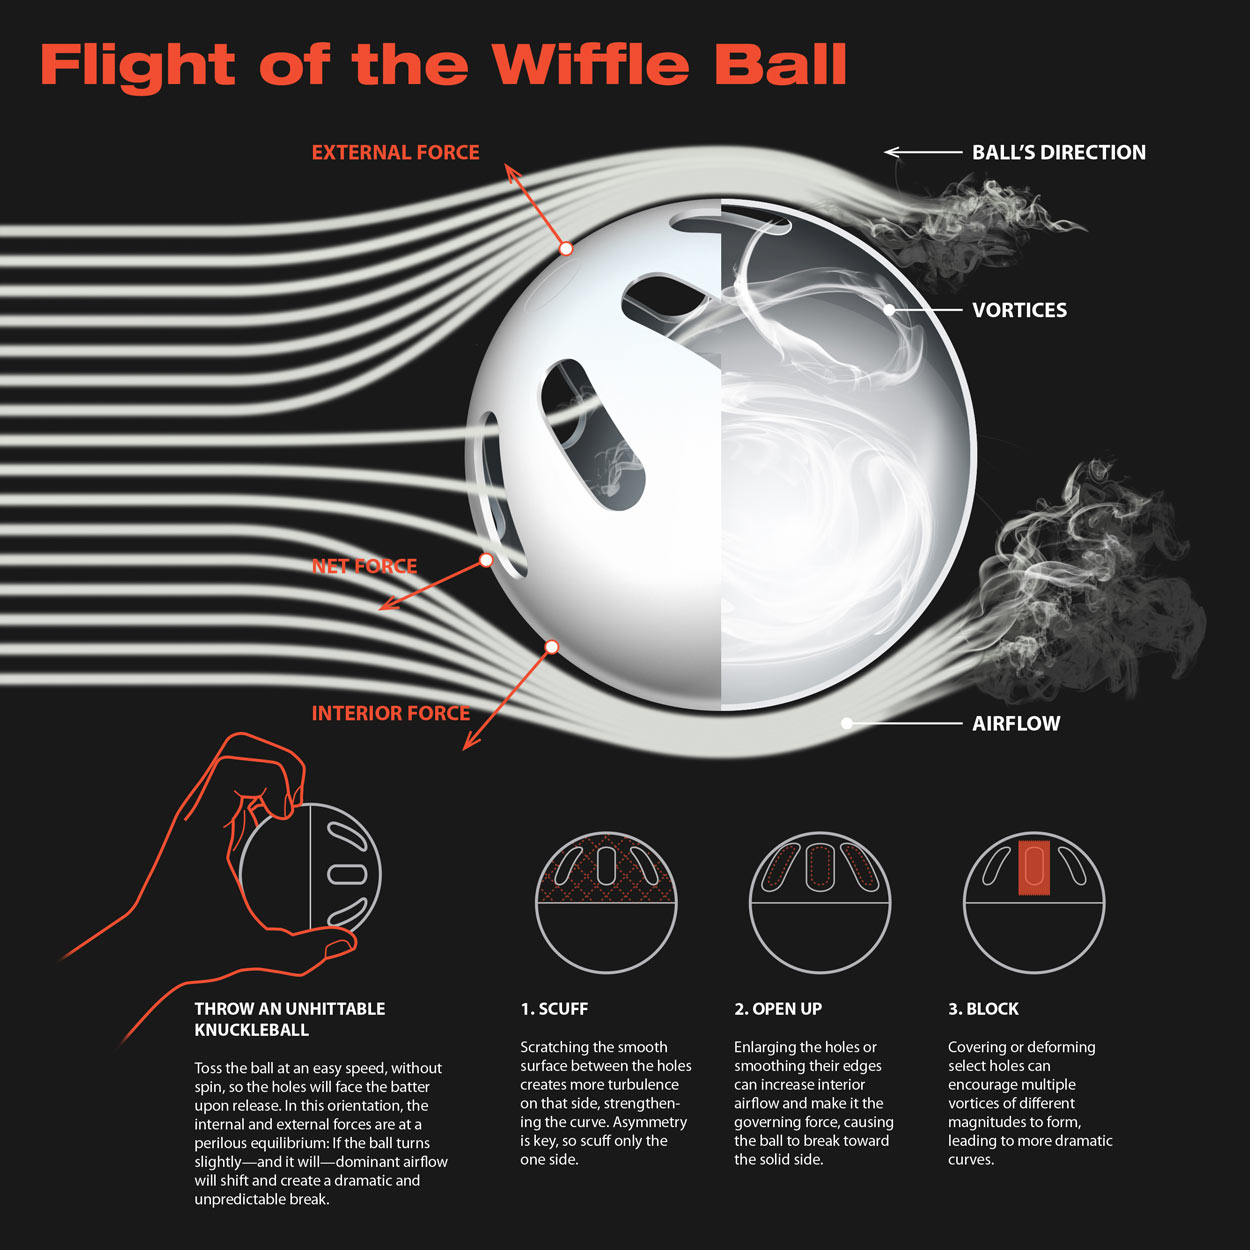 Flight of the Wiffle Ball
EXTERNAL FORCE
BALL'S DIRECTION
VORTICES
NET FORCE
INTERIOR FORCE
AIRFLOW
THROW AN UNHITTABLE
KNUCKLEBALL
Toss the ball at an easy speed, without
spin, so the holes will face the batter
upon release. In this orientation, the
internal and external forces are at a
perilous equilibrium: If the ball turns
slightly—and it will—dominant airflow
will shift and create a dramatic and
unpredictable break.
1. SCUFF
Scratching the smooth
surface between the holes
creates more turbulence
on that side, strengthen-
ing the curve. Asymmetry
is key, so scuff only the
one side.
2. OPEN UP
Enlarging the holes or
smoothing their edges
can increase interior
airflow and make it the
governing force, causing
the ball to break toward
the solid side.
3. BLOCK
Covering or deforming
select holes can
encourage multiple
vortices of different
magnitudes to form,
leading to more dramatic
curves.